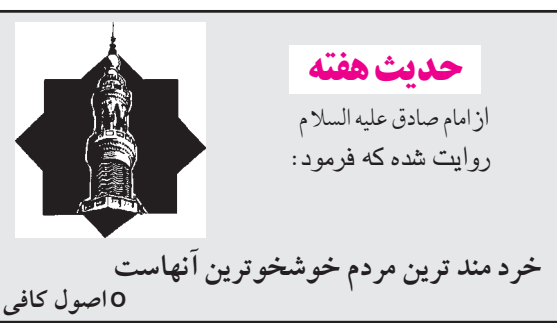 حدیث هفته
از امام صادق علیه السلام
روایت شده که فرمود:
خرد مند ترین مردم خوشخوترین آنهاست
o اصول کافی